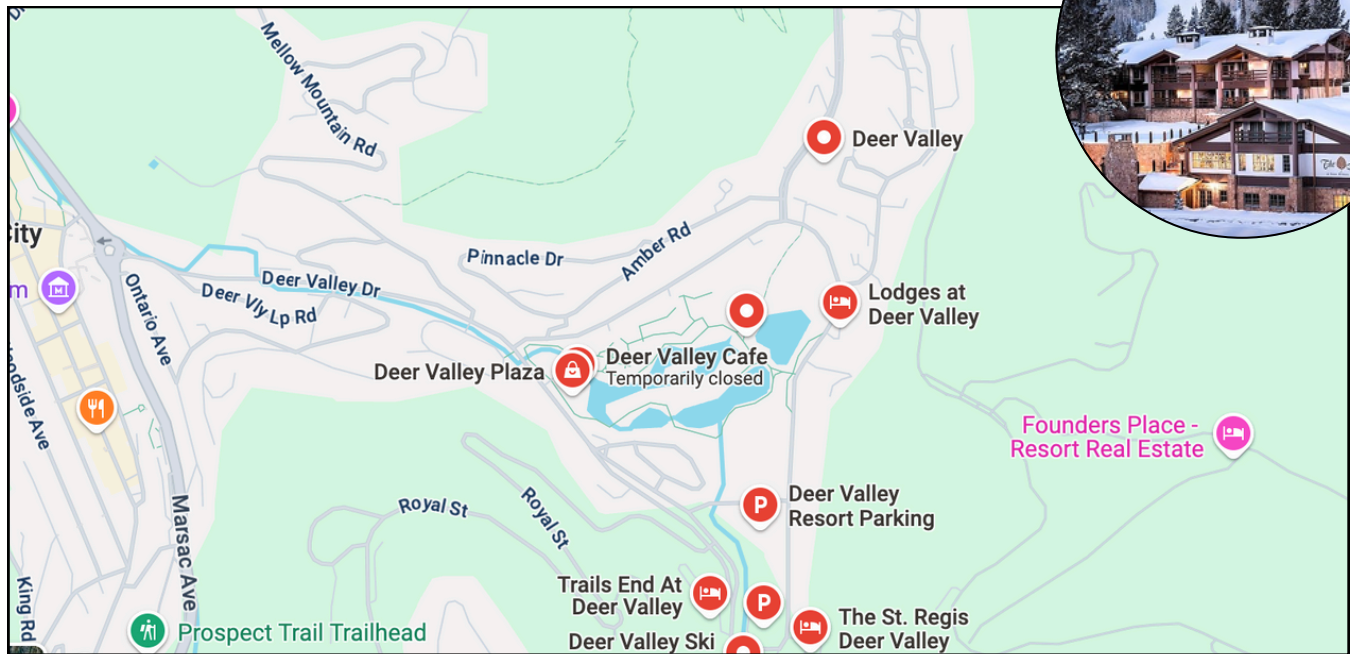 Mellow Mountain Rd
Deer Valley
City
m
Pinnacle Dr
Amber Rd
Deer Valley Dr
Deer Vly Lp Rd
Ontario Ave
Lodges at
Deer Valley
Deer Valley Plaza
Deer Valley Cafe
Temporarily closed
Woodside Ave
Founders Place -
Resort Real Estate
P
Deer Valley
Resort Parking
Royal St
Royal St
Marsac Ave
King Rd
Trails End At
Deer Valley
P
The St. Regis
Deer Valley
Prospect Trail Trailhead
Deer Valley Ski
The